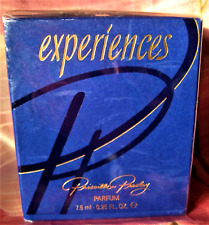 experiences
Priscilla Presley
PARFUM
7.5 ml - 0.25 FL. OZ. ℮